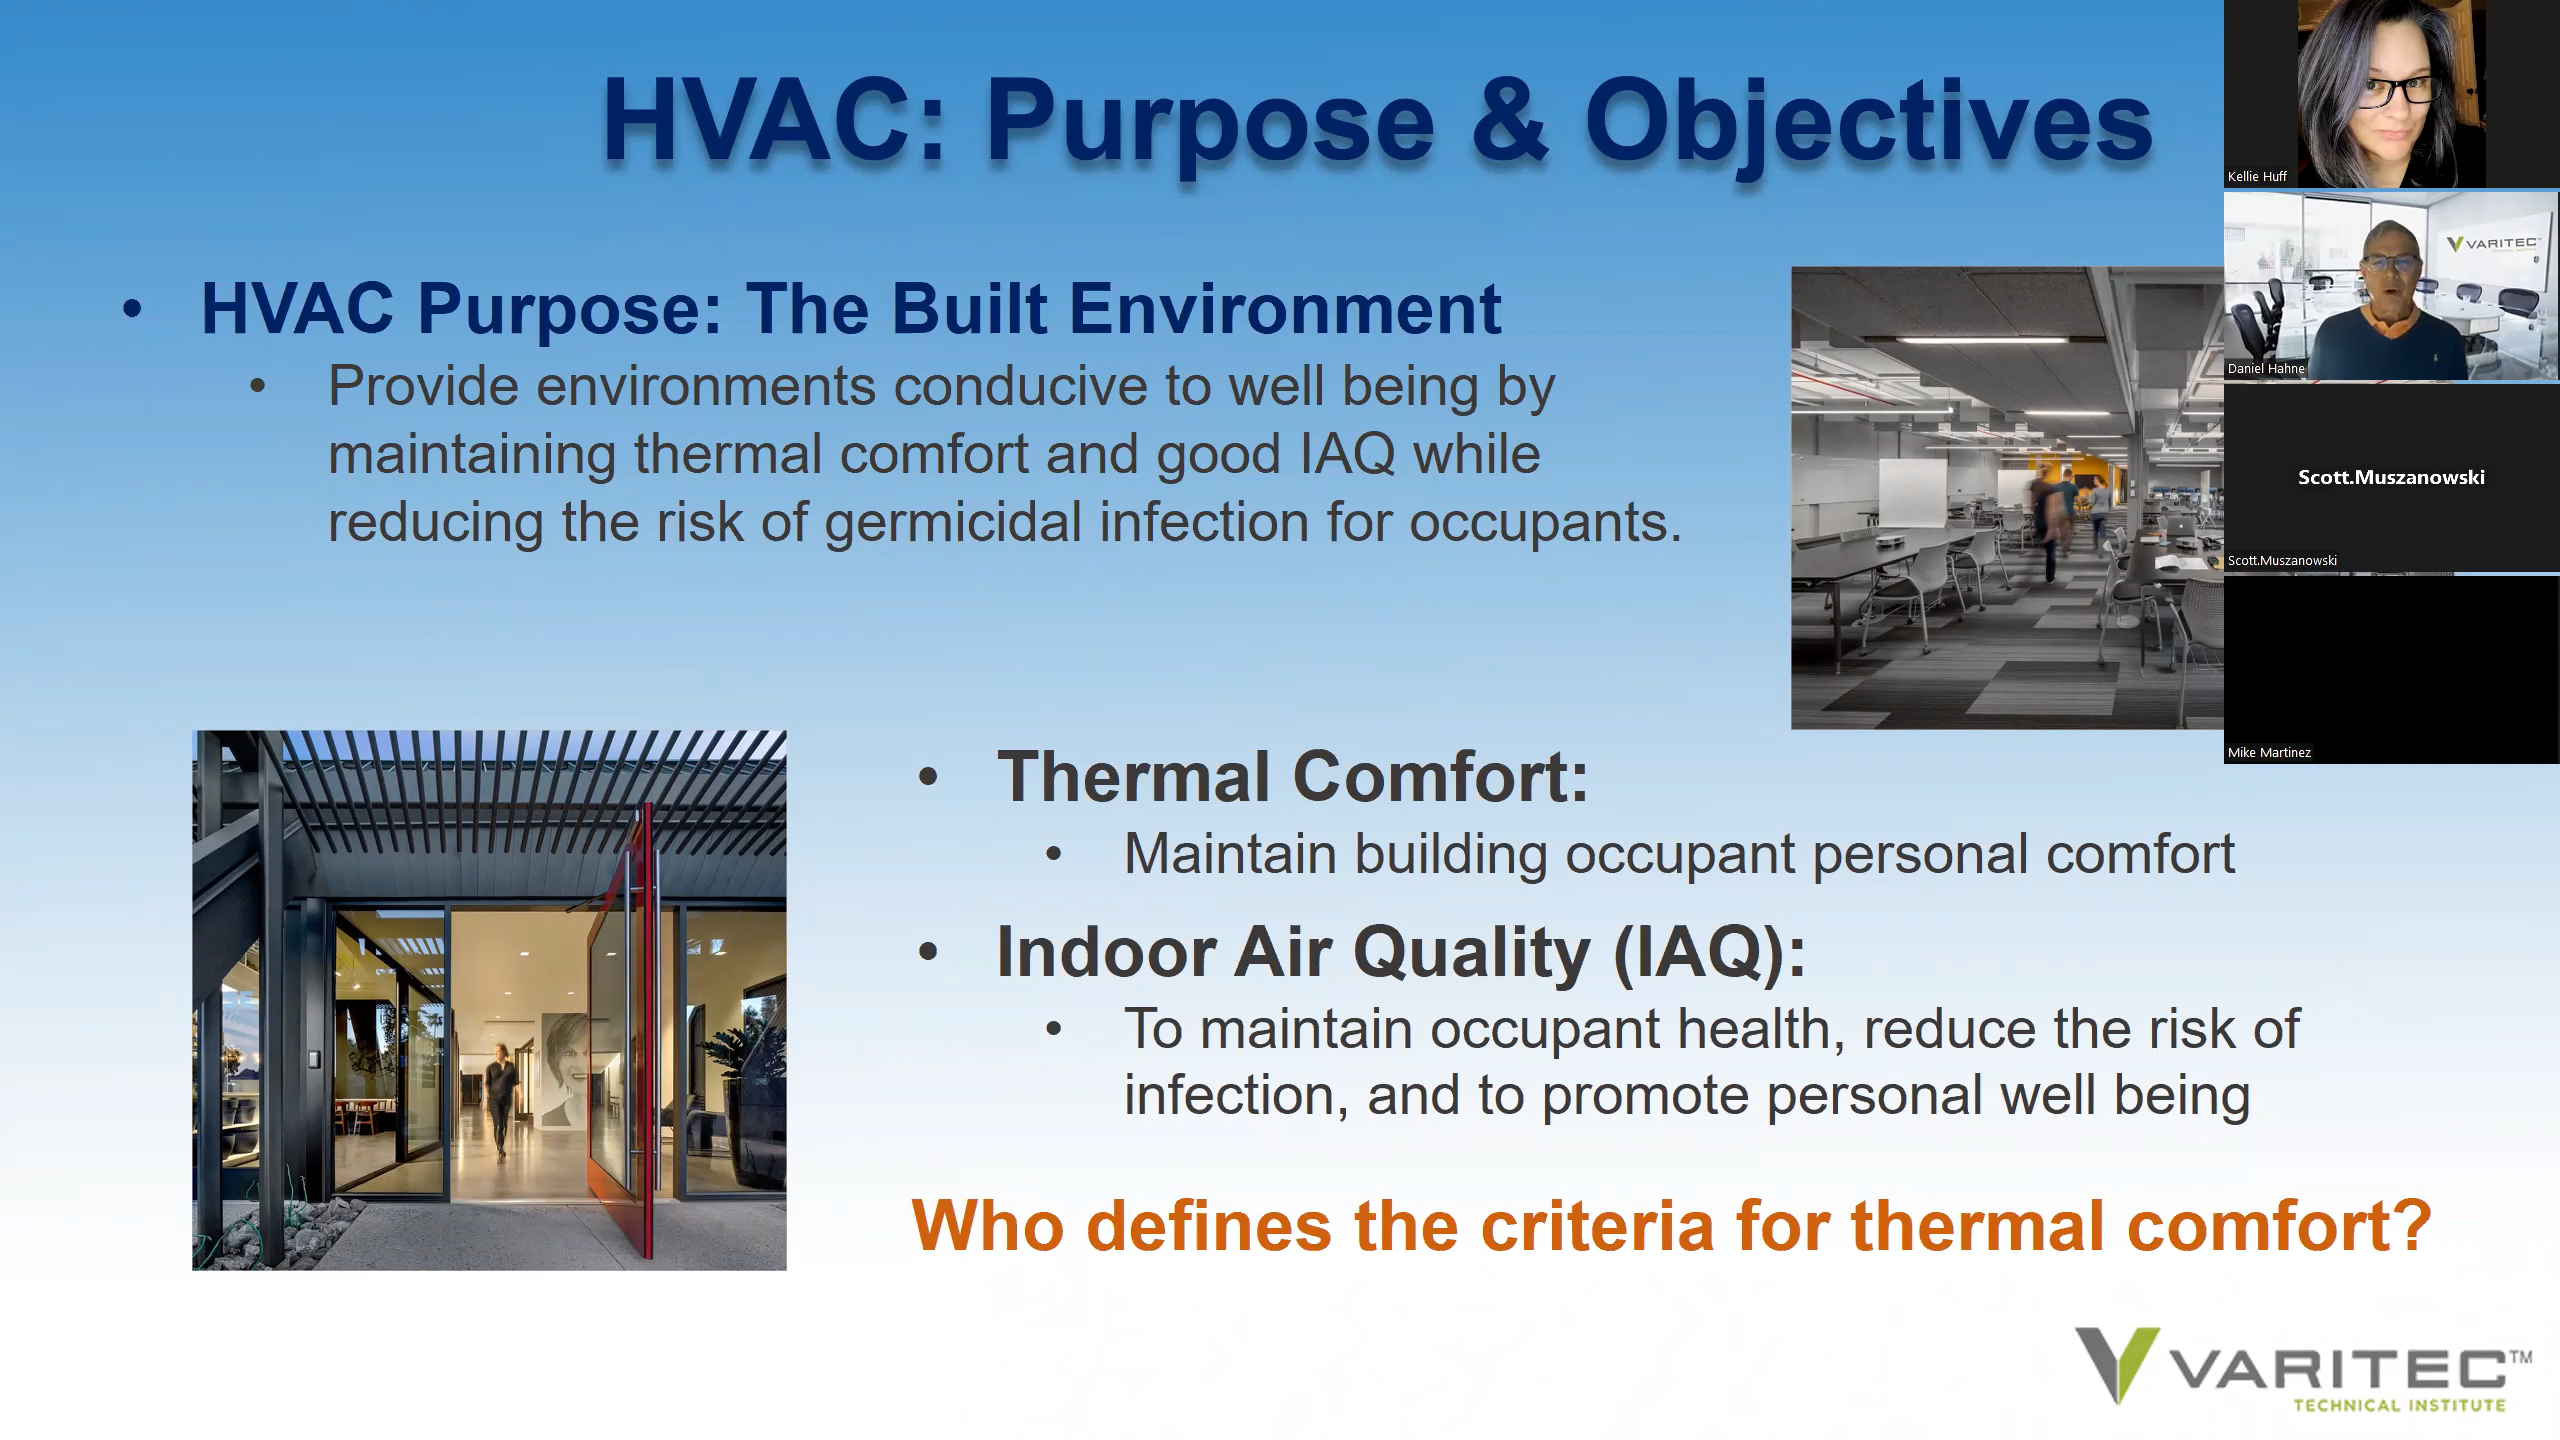 HVAC: Purpose & Objectives
• HVAC Purpose: The Built Environment
• Provide environments conducive to well being by
maintaining thermal comfort and good IAQ while
reducing the risk of germicidal infection for occupants.
• Thermal Comfort:
• Maintain building occupant personal comfort
• Indoor Air Quality (IAQ):
• To maintain occupant health, reduce the risk of
infection, and to promote personal well being
Who defines the criteria for thermal comfort?
VARITEC™
TECHNICAL INSTITUTE
Kellie Huff
VARITEC
Daniel Hahne
Scott.Muszanowski
Scott.Muszanowski
Mike Martinez